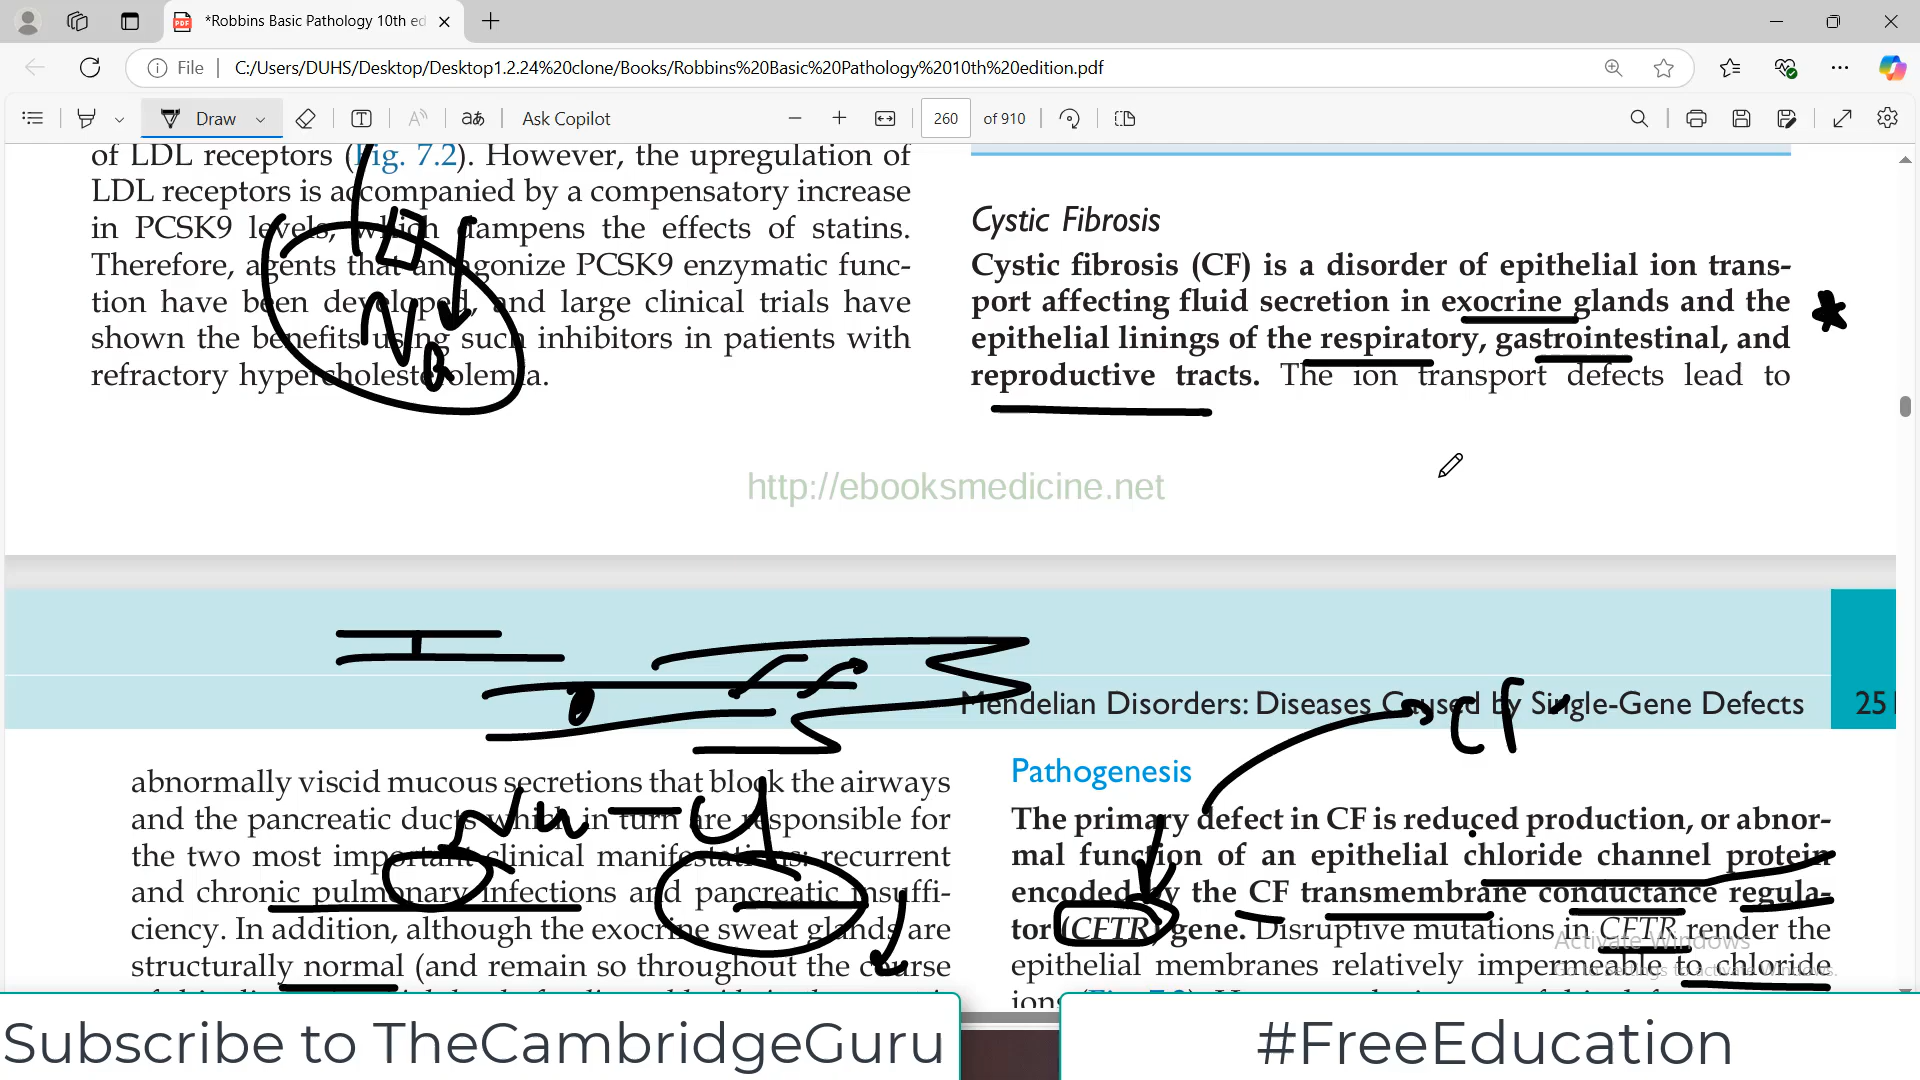 *Robbins Basic Pathology 10th ed
File
C:/Users/DUHS/Desktop/Desktop1.2.24%20clone/Books/Robbins%20Basic%20Pathology%2010th%20edition.pdf
Draw
aあ
Ask Copilot
260 of 910
of LDL receptors (Fig. 7.2). However, the upregulation of
LDL receptors is accompanied by a compensatory increase
in PCSK9 levels, which dampens the effects of statins.
Therefore, agents that antagonize PCSK9 enzymatic func-
tion have been developed, and large clinical trials have
shown the benefits using such inhibitors in patients with
refractory hypercholesterolemia.
Cystic Fibrosis
Cystic fibrosis (CF) is a disorder of epithelial ion trans-
port affecting fluid secretion in exocrine glands and the
epithelial linings of the respiratory, gastrointestinal, and
reproductive tracts. The ion transport defects lead to
http://ebooksmedicine.net
Mendelian Disorders: Diseases Caused by Single-Gene Defects 251
CF
abnormally viscid mucous secretions that block the airways
and the pancreatic ducts which in turn are responsible for
the two most important clinical manifestations: recurrent
and chronic pulmonary infections and pancreatic insuffi-
ciency. In addition, although the exocrine sweat glands are
structurally normal (and remain so throughout the course
Pathogenesis
The primary defect in CF is reduced production, or abnor-
mal function of an epithelial chloride channel protein
encoded by the CF transmembrane conductance regula-
tor (CFTR) gene. Disruptive mutations in CFTR render the
epithelial membranes relatively impermeable to chloride
Activate Windows
Go to Settings to activate Windows.
Subscribe to TheCambridgeGuru
#FreeEducation